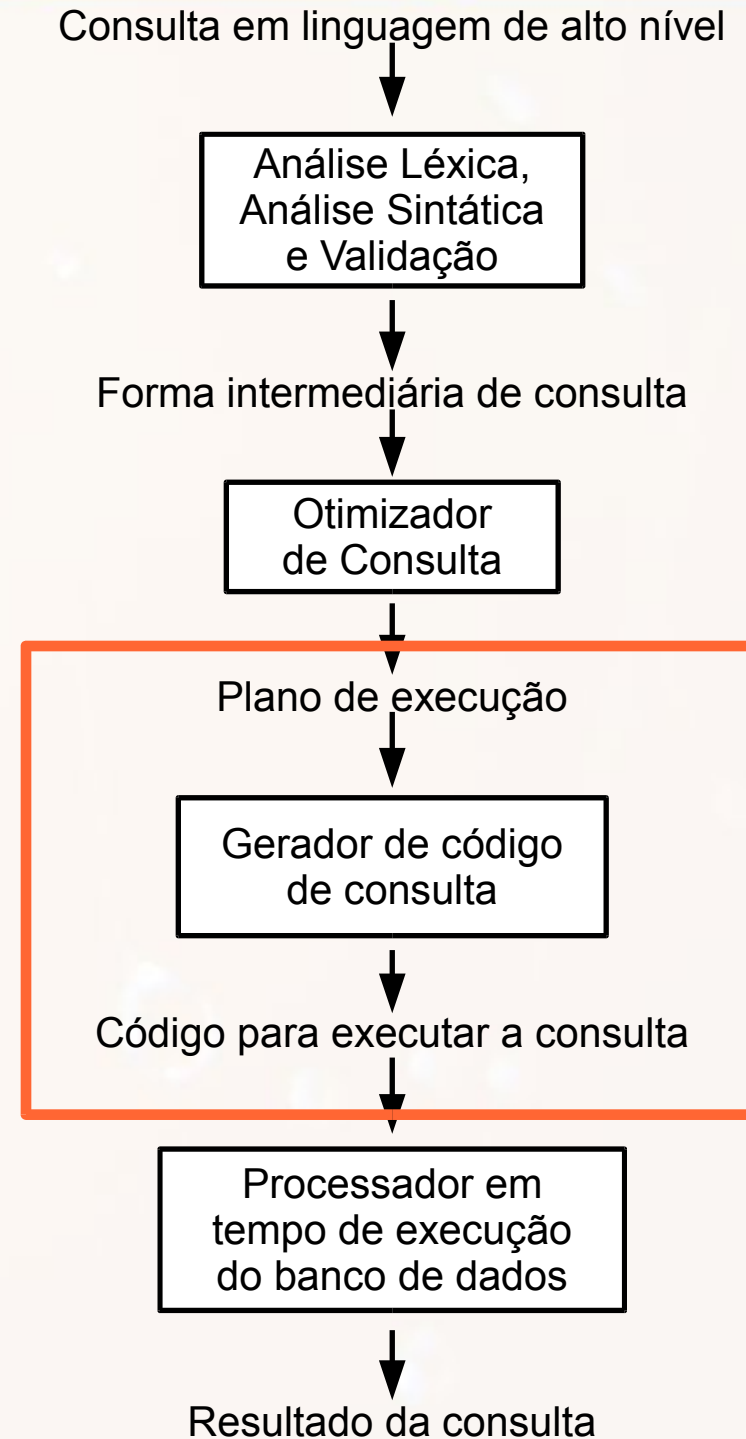 Consulta em linguagem de alto nível
Análise Léxica,
Análise Sintática
e Validação
Forma intermediária de consulta
Otimizador
de Consulta
Plano de execução
Gerador de código
de consulta
Código para executar a consulta
Processador em
tempo de execução
do banco de dados
Resultado da consulta